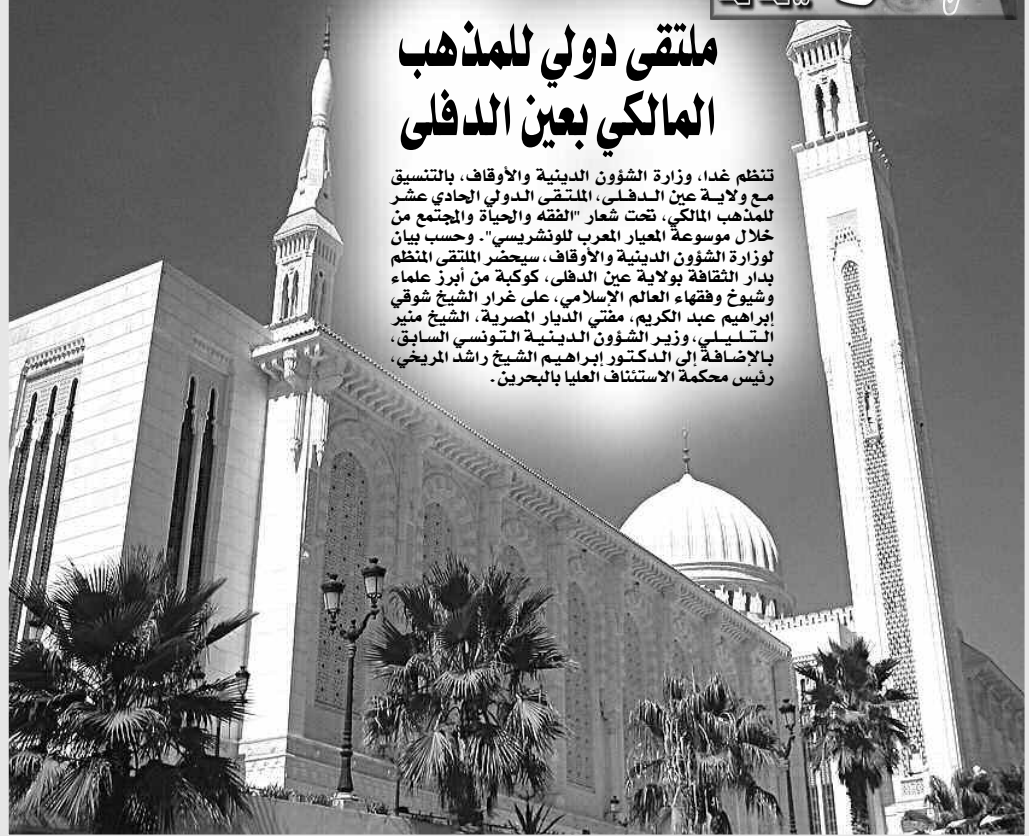 ملتقى دولي للمذهب
المالكي بعين الدفلى
تنظم غدا، وزارة الشؤون الدينية والأوقاف، بالتنسيق
مع ولاية عين الدفلى، الملتقى الدولي الحادي عشر
للمذهب المالكي، تحت شعار "الفقه والحياة والمجتمع من
خلال موسوعة المعيار المعرب للونشريسي". وحسب بيان
لوزارة الشؤون الدينية والأوقاف، سيحضر الملتقى المنظم
بدار الثقافة بولاية عين الدفلى، كوكبة من أبرز علماء
وشيوخ وفقهاء العالم الإسلامي، على غرار الشيخ شوقي
إبراهيم عبد الكريم، مفتي الديار المصرية، الشيخ منير
التليلي، وزير الشؤون الدينية التونسي السابق،
بالإضافة إلى الدكتور إبراهيم الشيخ راشد المريخي،
رئيس محكمة الاستئناف العليا بالبحرين.